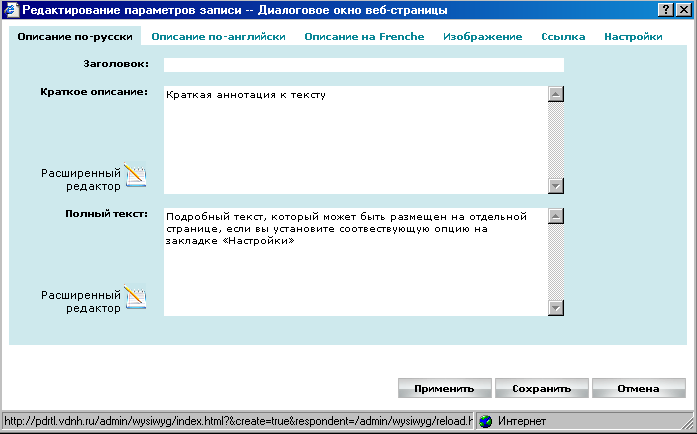 Редактирование параметров записи -- Диалоговое окно веб-страницы
Описание по-русски Описание по-английски Описание на Frenche Изображение Ссылка Настройки
Заголовок:
Краткое описание:
Краткая аннотация к тексту
Расширенный
редактор
Полный текст:
Подробный текст, который может быть размещен на отдельной
странице, если вы установите соотвествующую опцию на
закладке «Настройки»
Расширенный
редактор
Применить Сохранить Отмена
http://pdrtl.vdnh.ru/admin/wysiwyg/index.html?&create=true&respondent=/admin/wysiwyg/reload.h Интернет